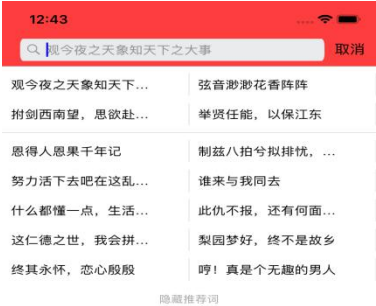 12:43
观今夜之天象知天下之大事
取消
观今夜之天象知天下... 弦音渺渺花香阵阵
拊剑西南望，思欲赴... 举贤任能，以保江东
恩得人恩果千年记 制兹八拍兮拟排忧，...
努力活下去吧在这乱... 谁来与我同去
什么都懂一点，生活... 此仇不报，还有何面...
这仁德之世，我会拼... 梨园梦好，终不是故乡
终其永怀，恋心殷殷 哼！真是个无趣的男人
隐藏推荐词